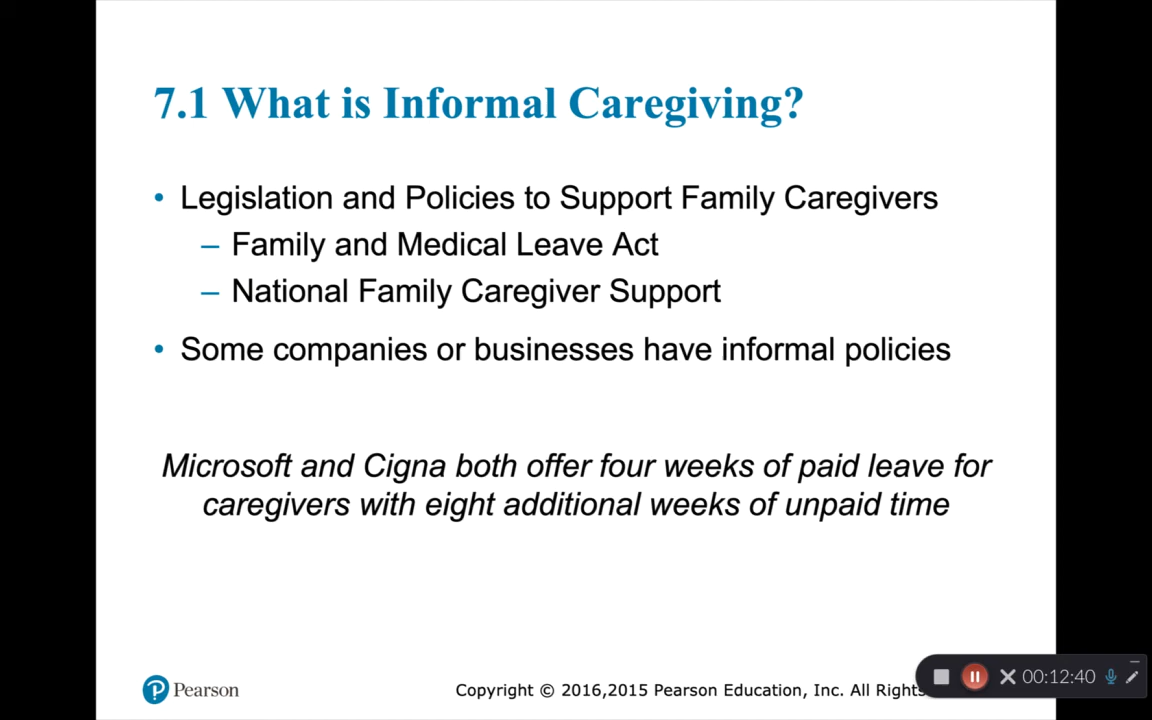 7.1 What is Informal Caregiving?
• Legislation and Policies to Support Family Caregivers
– Family and Medical Leave Act
– National Family Caregiver Support
• Some companies or businesses have informal policies
Microsoft and Cigna both offer four weeks of paid leave for
caregivers with eight additional weeks of unpaid time
Pearson
Copyright © 2016,2015 Pearson Education, Inc. All Rights
00:12:40